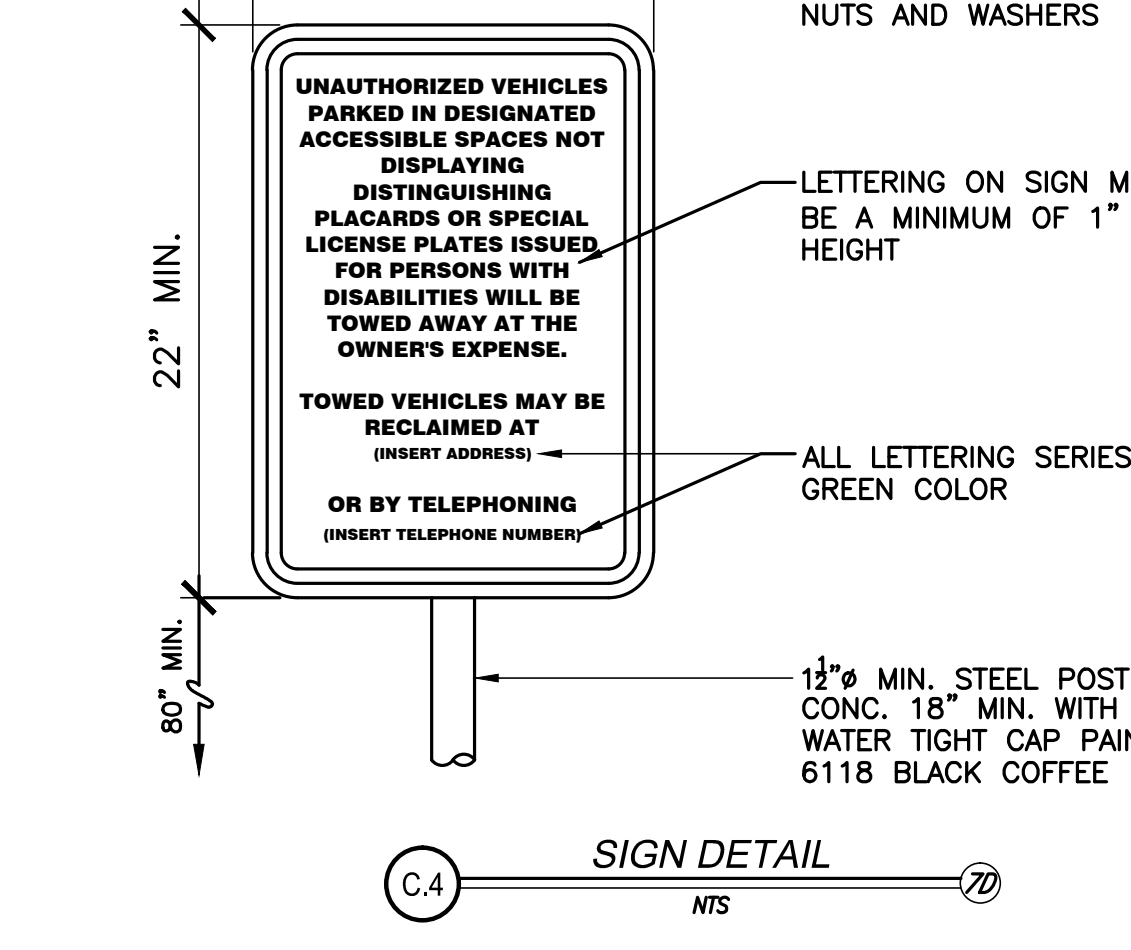 NUTS AND WASHERS
UNAUTHORIZED VEHICLES
PARKED IN DESIGNATED
ACCESSIBLE SPACES NOT
DISPLAYING
DISTINGUISHING
PLACARDS OR SPECIAL
LICENSE PLATES ISSUED
FOR PERSONS WITH
DISABILITIES WILL BE
TOWED AWAY AT THE
OWNER'S EXPENSE.
TOWED VEHICLES MAY BE
RECLAIMED AT
(INSERT ADDRESS)
OR BY TELEPHONING
(INSERT TELEPHONE NUMBER)
22" MIN.
80" MIN.
LETTERING ON SIGN
BE A MINIMUM OF 1"
HEIGHT
ALL LETTERING SERIES
GREEN COLOR
1½"ø MIN. STEEL POST
CONC. 18" MIN. WITH
WATER TIGHT CAP
6118 BLACK COFFEE
C.4
SIGN DETAIL
NTS
7D